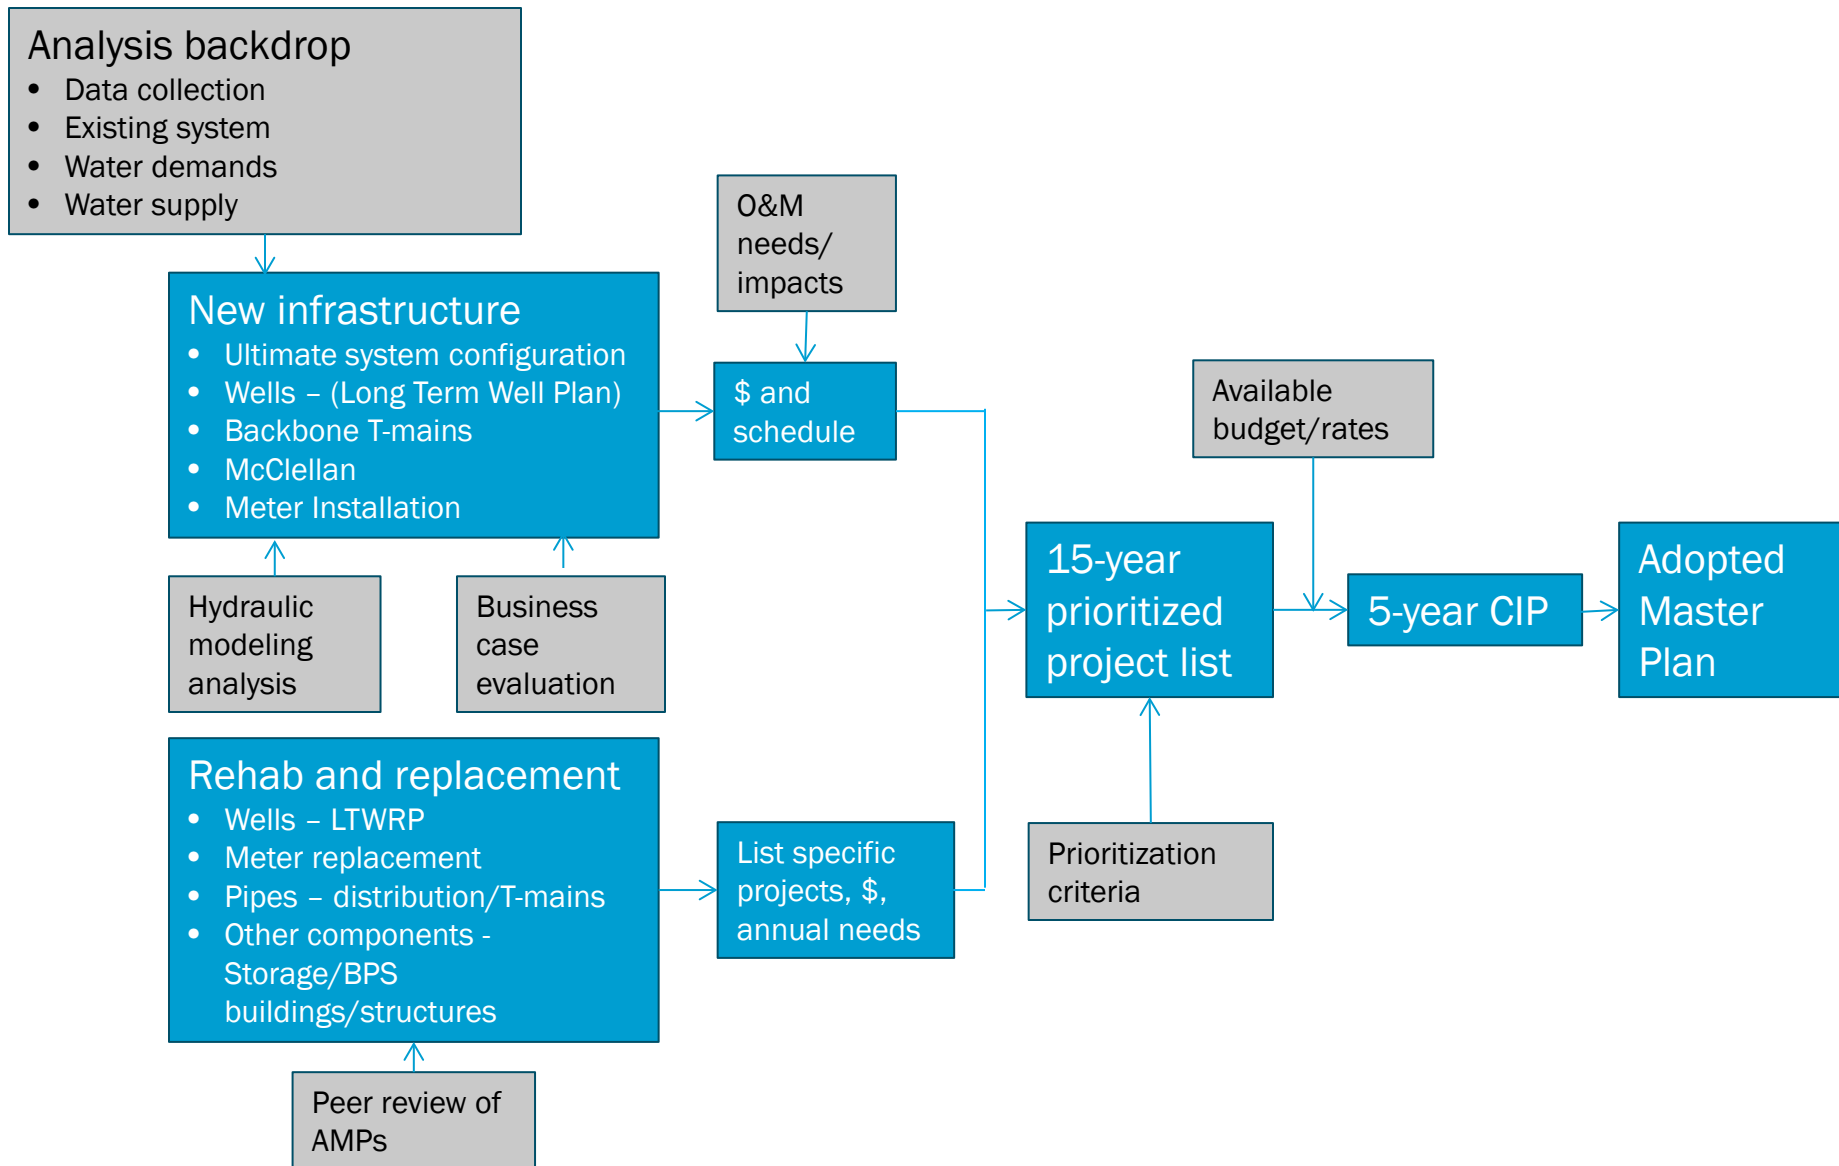 Analysis backdrop
• Data collection
• Existing system
• Water demands
• Water supply
New infrastructure
• Ultimate system configuration
• Wells – (Long Term Well Plan)
• Backbone T-mains
• McClellan
• Meter Installation
Hydraulic
modeling
analysis
Business
case
evaluation
O&M
needs/
impacts
$ and
schedule
Rehab and replacement
• Wells – LTWRP
• Meter replacement
• Pipes – distribution/T-mains
• Other components -
Storage/BPS
buildings/structures
Peer review of
AMPs
List specific
projects, $,
annual needs
15-year
prioritized
project list
Prioritization
criteria
Available
budget/rates
5-year CIP
Adopted
Master
Plan